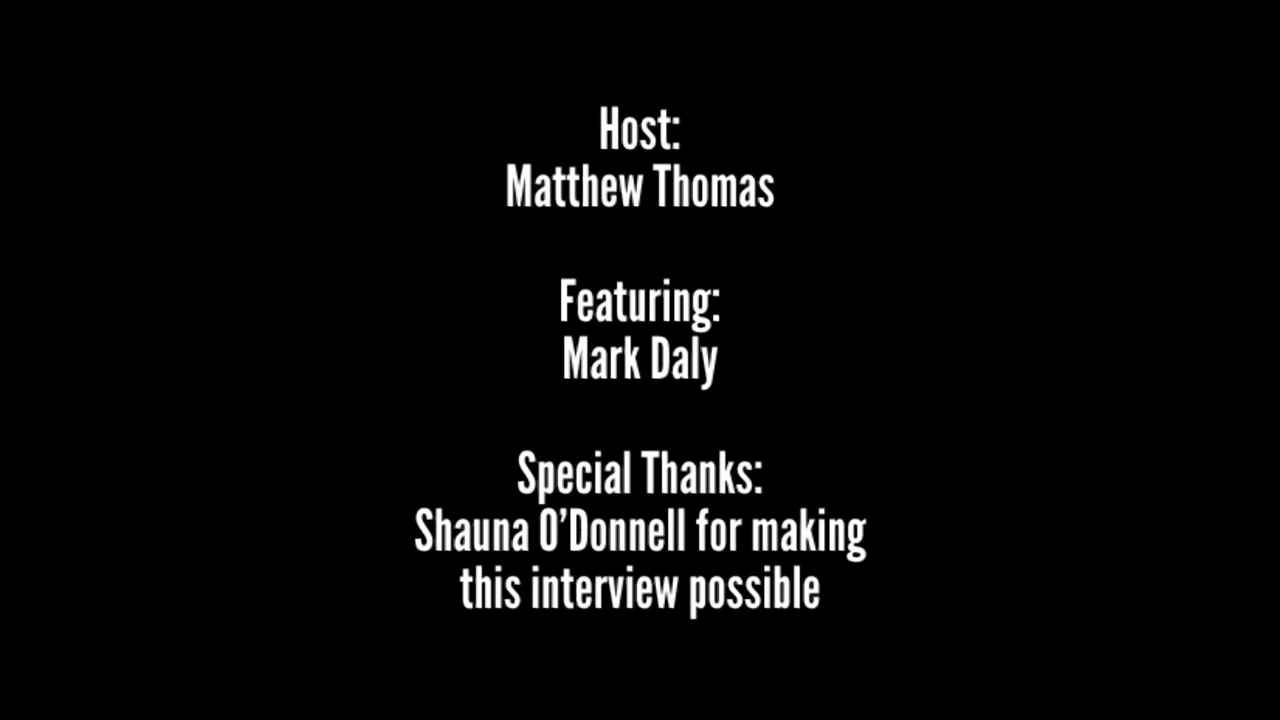 Host:
Matthew Thomas
Featuring:
Mark Daly
Special Thanks:
Shauna O’Donnell for making
this interview possible